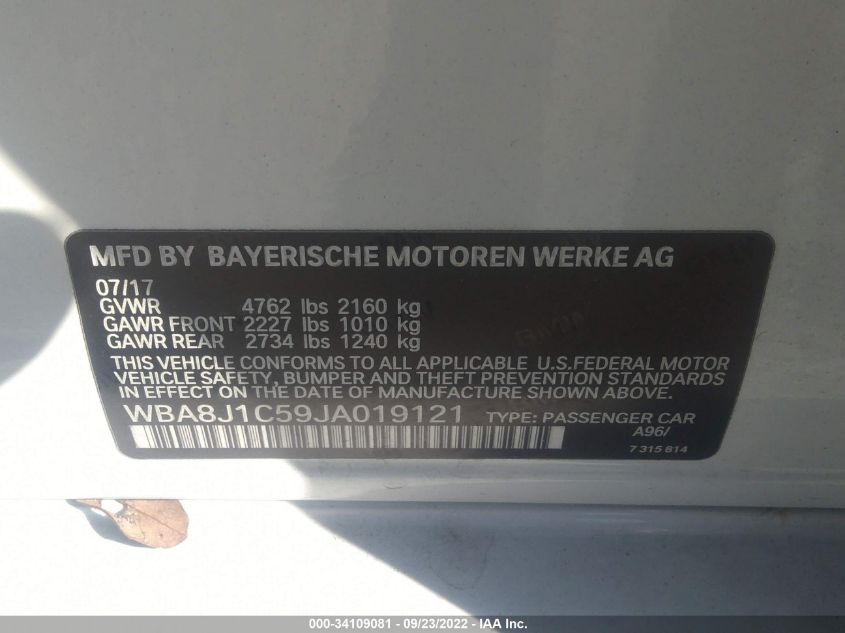 MFD BY BAYERISCHE MOTOREN WERKE AG
07/17
GVWR 4762 lbs 2160 kg
GAWR FRONT 2227 lbs 1010 kg
GAWR REAR 2734 lbs 1240 kg
THIS VEHICLE CONFORMS TO ALL APPLICABLE U.S.FEDERAL MOTOR
VEHICLE SAFETY, BUMPER AND THEFT PREVENTION STANDARDS
IN EFFECT ON THE DATE OF MANUFACTURE SHOWN ABOVE.
WBA8J1C59JA019121 TYPE: PASSENGER CAR
A96/
7 315 814
000-34109081 - 09/23/2022 - IAA Inc.